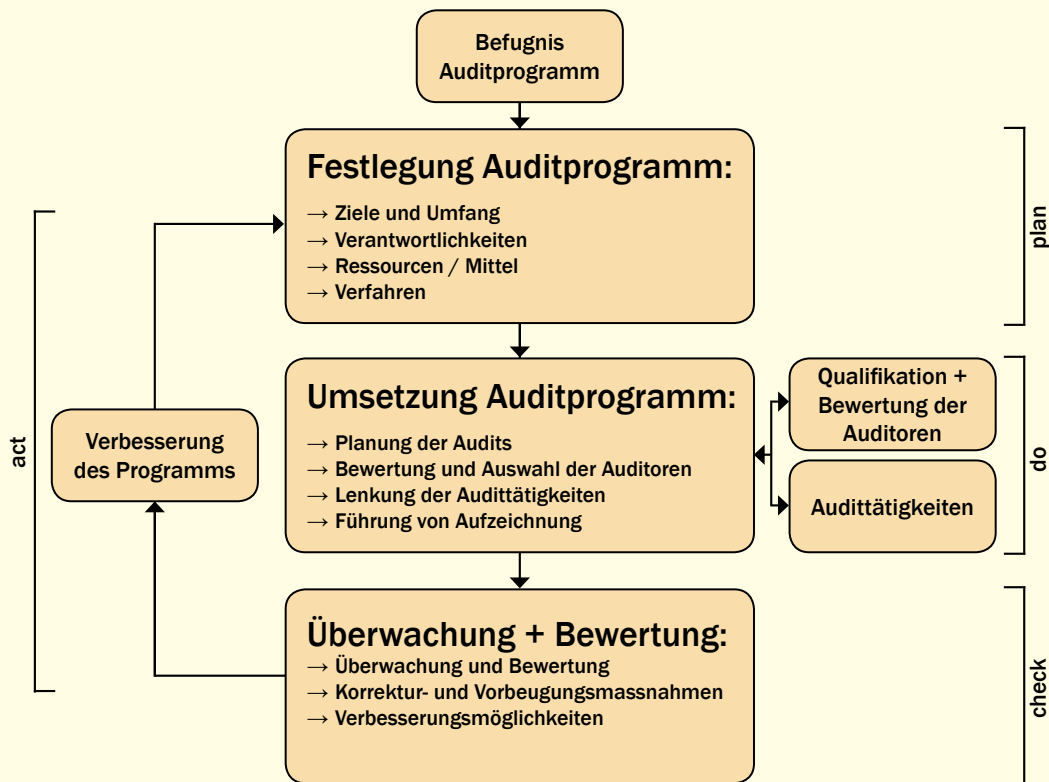 Befugnis
Auditprogramm
Festlegung Auditprogramm:
→ Ziele und Umfang
→ Verantwortlichkeiten
→ Ressourcen / Mittel
→ Verfahren
plan
Umsetzung Auditprogramm:
→ Planung der Audits
→ Bewertung und Auswahl der Auditoren
→ Lenkung der Audittätigkeiten
→ Führung von Aufzeichnung
Qualifikation +
Bewertung der
Auditoren
Audittätigkeiten
do
act
Verbesserung
des Programms
Überwachung + Bewertung:
→ Überwachung und Bewertung
→ Korrektur- und Vorbeugungsmassnahmen
→ Verbesserungsmöglichkeiten
check